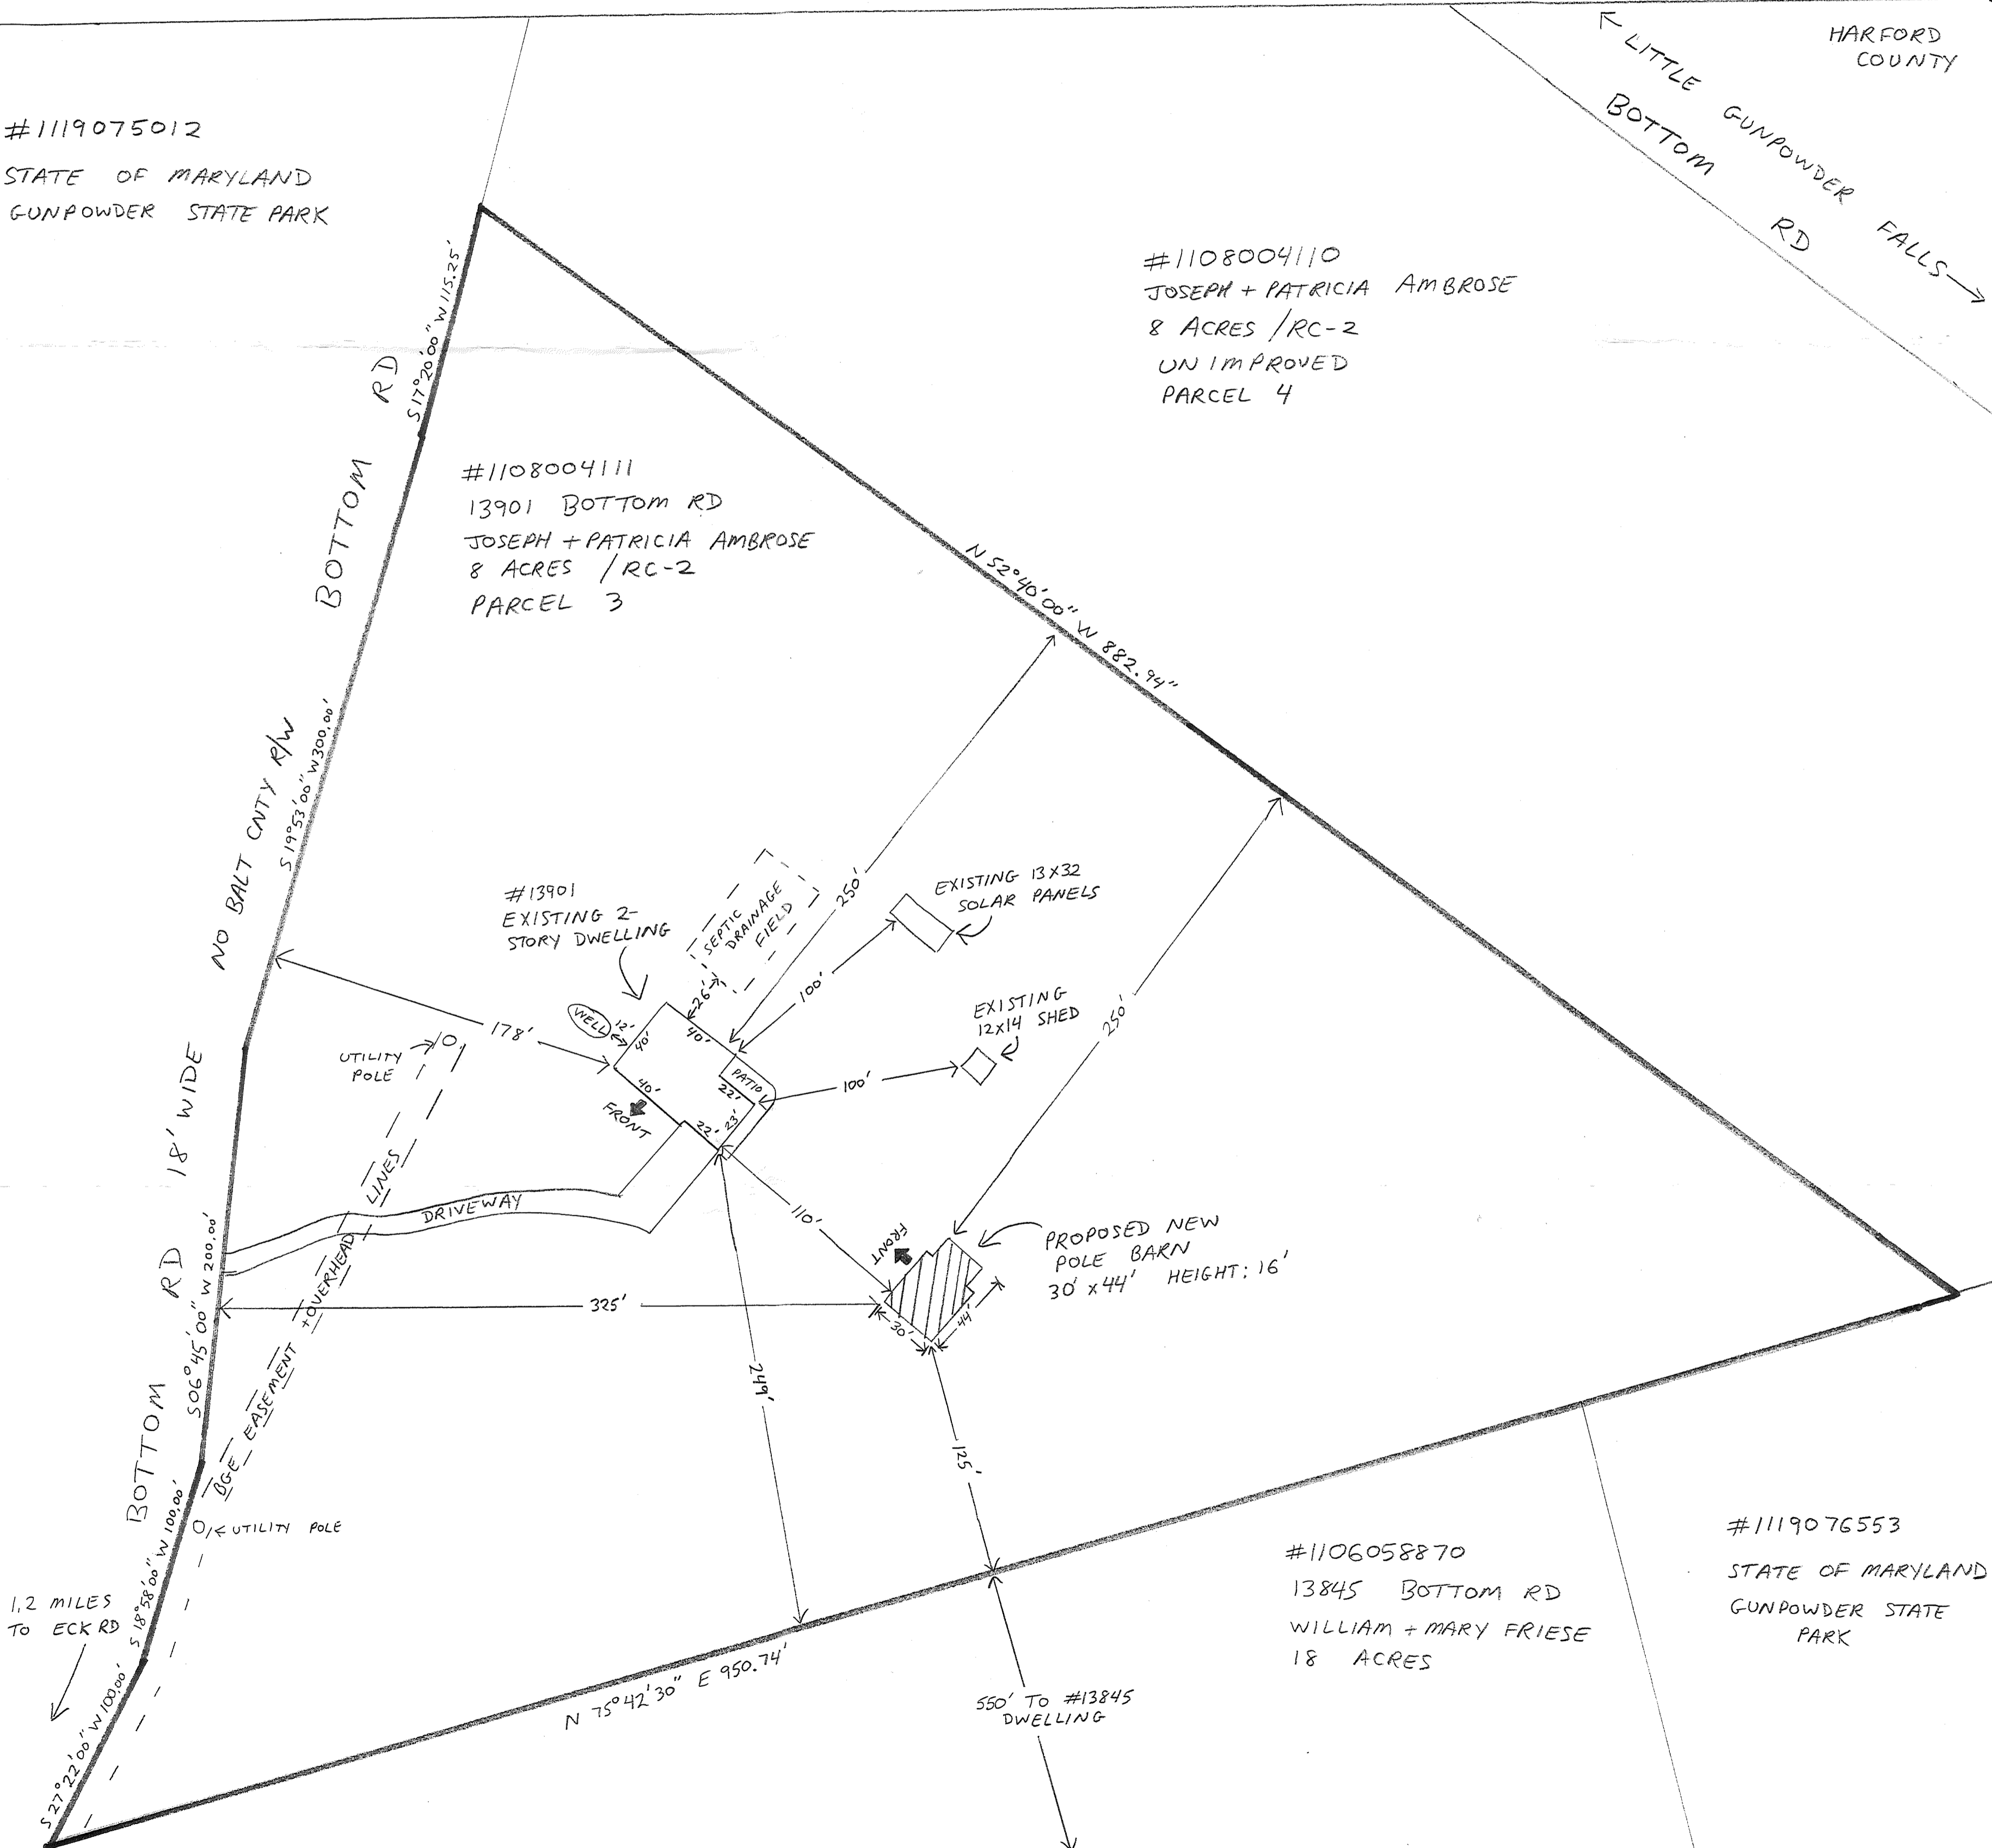 HARFORD
COUNTY
← LITTLE GUNPOWDER FALLS →
BOTTOM RD
#1119075012
STATE OF MARYLAND
GUNPOWDER STATE PARK
#1108004110
JOSEPH + PATRICIA AMBROSE
8 ACRES / RC-2
UNIMPROVED
PARCEL 4
S 17°20'00" W 115.25'
BOTTOM RD
#1108004111
13901 BOTTOM RD
JOSEPH + PATRICIA AMBROSE
8 ACRES / RC-2
PARCEL 3
N 52°40'00" W 882.94"
NO BALT CNTY R/W
S 19°53'00" W 300.00'
#13901
EXISTING 2-
STORY DWELLING
SEPTIC
DRAINAGE
FIELD
250'
EXISTING 13X32
SOLAR PANELS
100'
26'
WELL
12'
40'
40'
40'
FRONT
PATIO
22'
23'
22'
100'
EXISTING
12X14 SHED
250'
178'
UTILITY
POLE
18' WIDE
DRIVEWAY
BGE EASEMENT + OVERHEAD LINES
110'
FRONT
PROPOSED NEW
POLE BARN
30' X 44' HEIGHT: 16'
325'
30'
44'
249'
125'
BOTTOM RD
S 06°45'00" W 200.00'
S 18°58'00" W 100.00'
UTILITY POLE
1.2 MILES
TO ECK RD
S 27°22'00" W 100.00'
N 75°42'30" E 950.74'
550' TO #13845
DWELLING
#1106058870
13845 BOTTOM RD
WILLIAM + MARY FRIESE
18 ACRES
#1119076553
STATE OF MARYLAND
GUNPOWDER STATE
PARK